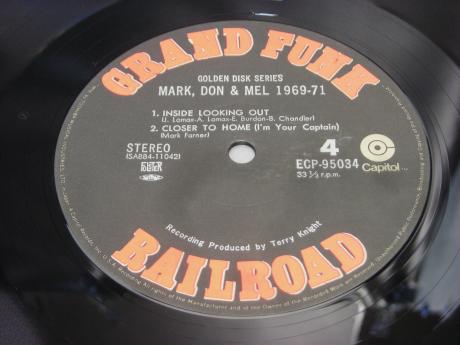 GRAND FUNK
GOLDEN DISK SERIES
MARK, DON & MEL 1969-71
1. INSIDE LOOKING OUT
(J. Lomax-A. Lomax-E. Burdon-B. Chandler)
2. CLOSER TO HOME (I'm Your Captain)
(Mark Farner)
STEREO
(SA884-11042)
4
ECP-95034
33 1/3 r.p.m.
Capitol
Recording Produced by Terry Knight
RAILROAD